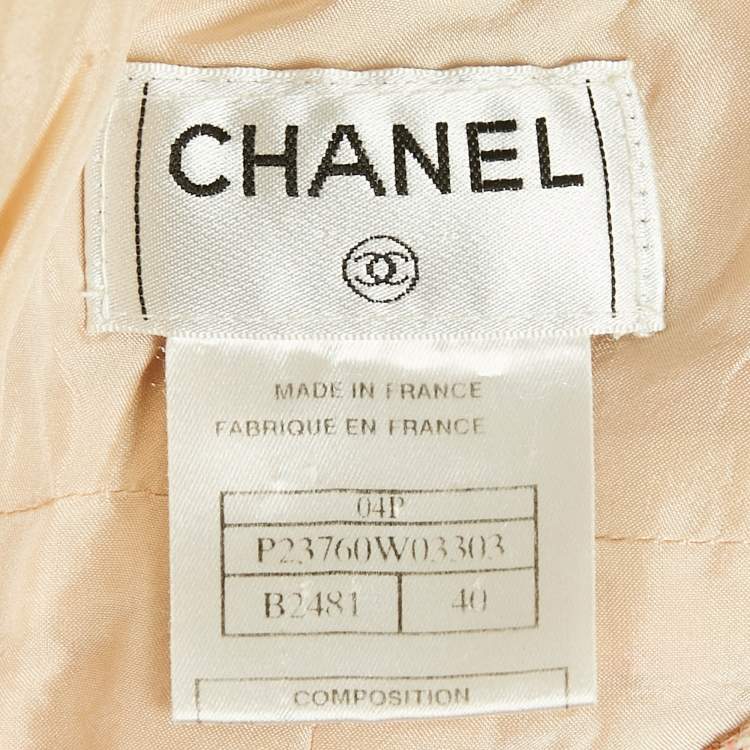 CHANEL
MADE IN FRANCE
FABRIQUE EN FRANCE
04P
P23760W03303
B2481 40
COMPOSITION